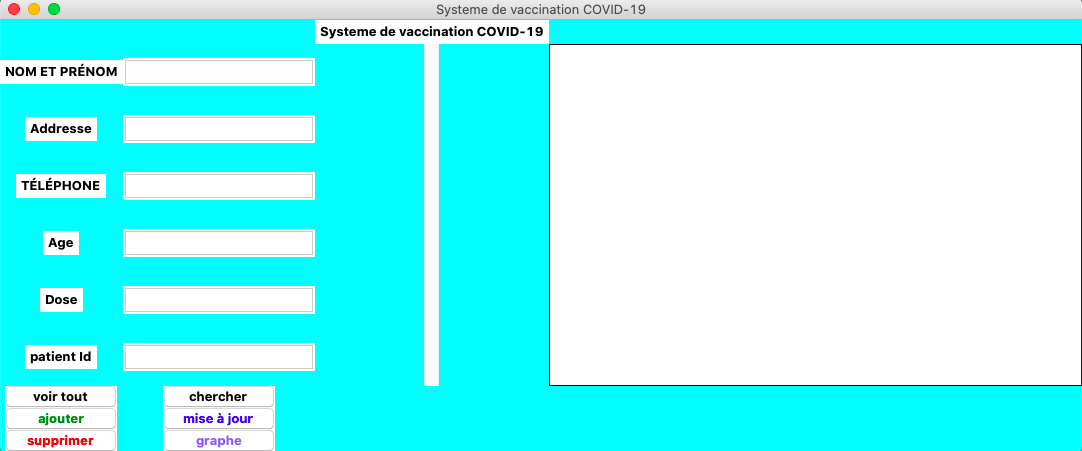 Systeme de vaccination COVID-19
Systeme de vaccination COVID-19
NOM ET PRÉNOM
Addresse
TÉLÉPHONE
Age
Dose
patient Id
voir tout
chercher
ajouter
mise à jour
supprimer
graphe